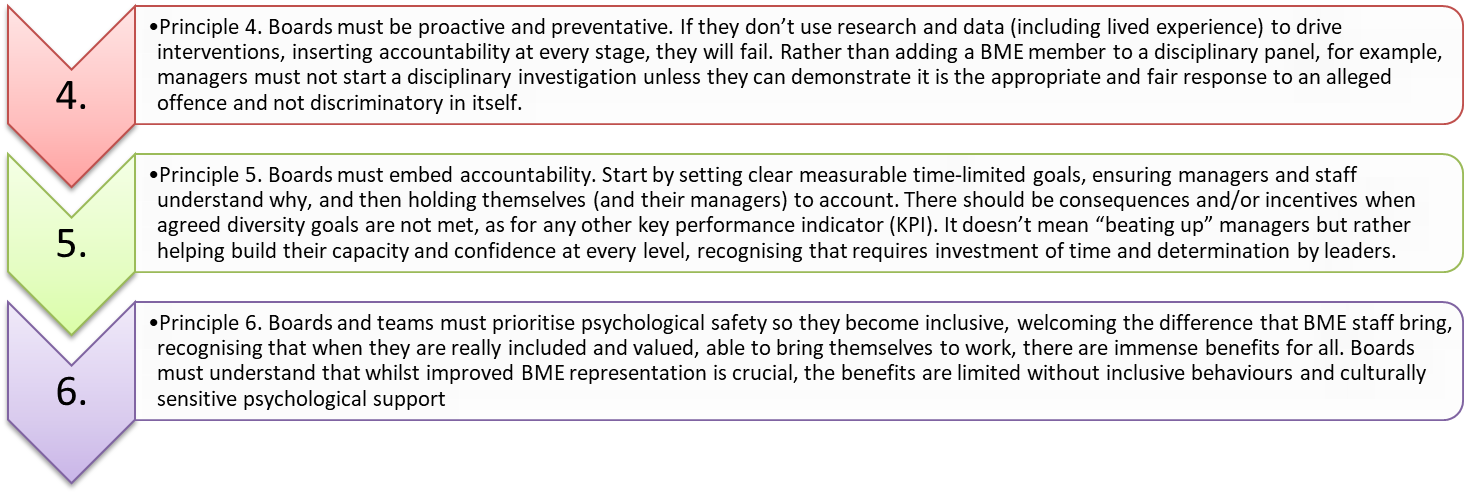 4.
•Principle 4. Boards must be proactive and preventative. If they don’t use research and data (including lived experience) to drive
interventions, inserting accountability at every stage, they will fail. Rather than adding a BME member to a disciplinary panel, for example,
managers must not start a disciplinary investigation unless they can demonstrate it is the appropriate and fair response to an alleged
offence and not discriminatory in itself.
5.
•Principle 5. Boards must embed accountability. Start by setting clear measurable time-limited goals, ensuring managers and staff
understand why, and then holding themselves (and their managers) to account. There should be consequences and/or incentives when
agreed diversity goals are not met, as for any other key performance indicator (KPI). It doesn’t mean “beating up” managers but rather
helping build their capacity and confidence at every level, recognising that requires investment of time and determination by leaders.
6.
•Principle 6. Boards and teams must prioritise psychological safety so they become inclusive, welcoming the difference that BME staff bring,
recognising that when they are really included and valued, able to bring themselves to work, there are immense benefits for all. Boards
must understand that whilst improved BME representation is crucial, the benefits are limited without inclusive behaviours and culturally
sensitive psychological support